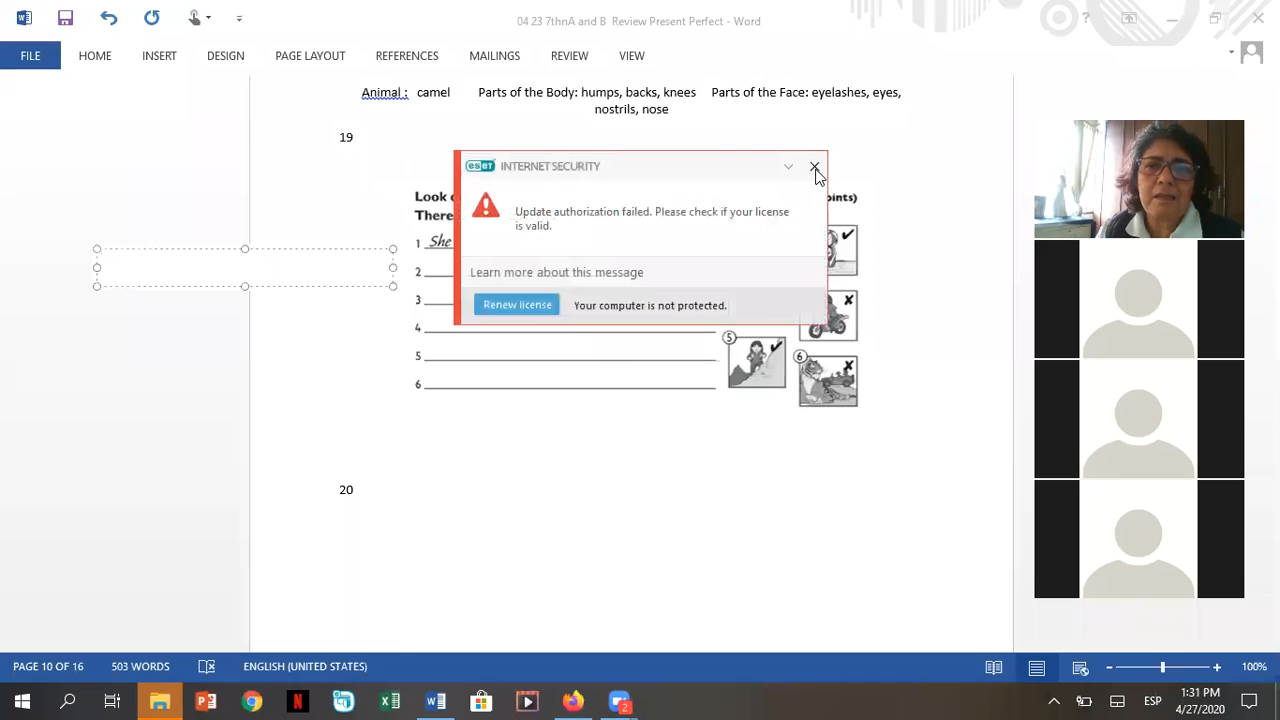 04 23 7thnA and B Review Present Perfect - Word
?
FILE HOME INSERT DESIGN PAGE LAYOUT REFERENCES MAILINGS REVIEW VIEW
Animal : camel Parts of the Body: humps, backs, knees Parts of the Face: eyelashes, eyes,
nostrils, nose
19
eset INTERNET SECURITY
Look
There
Update authorization failed. Please check if your license
is valid.
1 She
2
3
4
5
6
5
6
Learn more about this message
Renew license Your computer is not protected.
20
PAGE 10 OF 16 503 WORDS ENGLISH (UNITED STATES) 100%
2
ESP
1:31 PM
4/27/2020